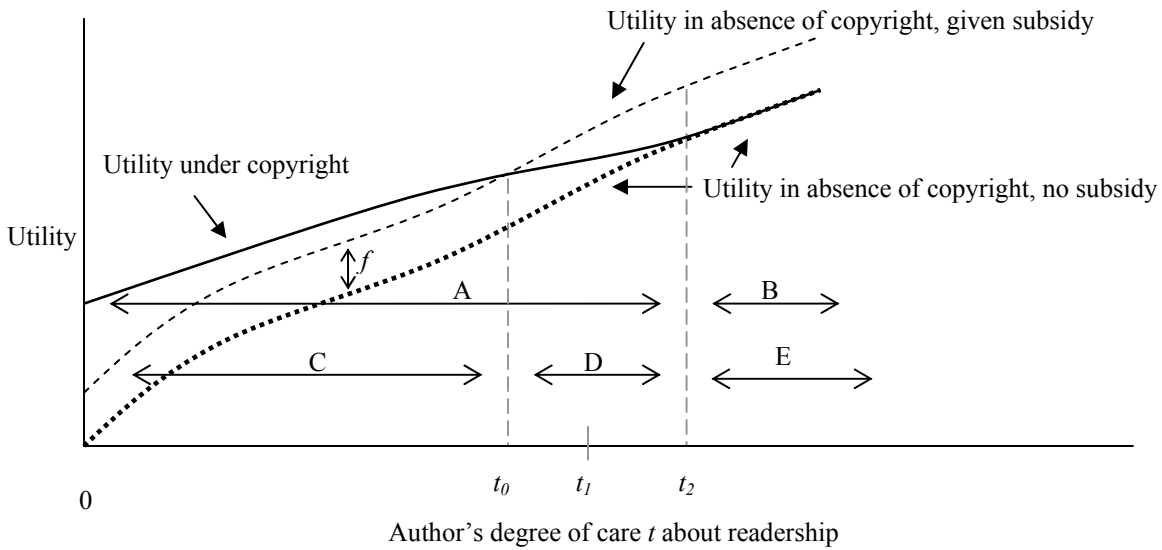 Utility in absence of copyright, given subsidy
Utility under copyright
Utility in absence of copyright, no subsidy
Utility
f
A
B
C
D
E
0
t0
t1
t2
Author's degree of care t about readership